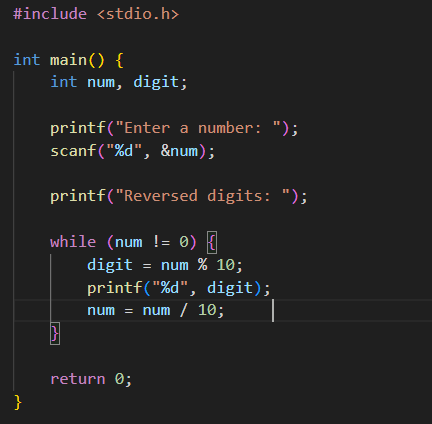 #include <stdio.h>

int main() {
    int num, digit;

    printf("Enter a number: ");
    scanf("%d", &num);

    printf("Reversed digits: ");

    while (num != 0) {
        digit = num % 10;
        printf("%d", digit);
        num = num / 10;
    }

    return 0;
}